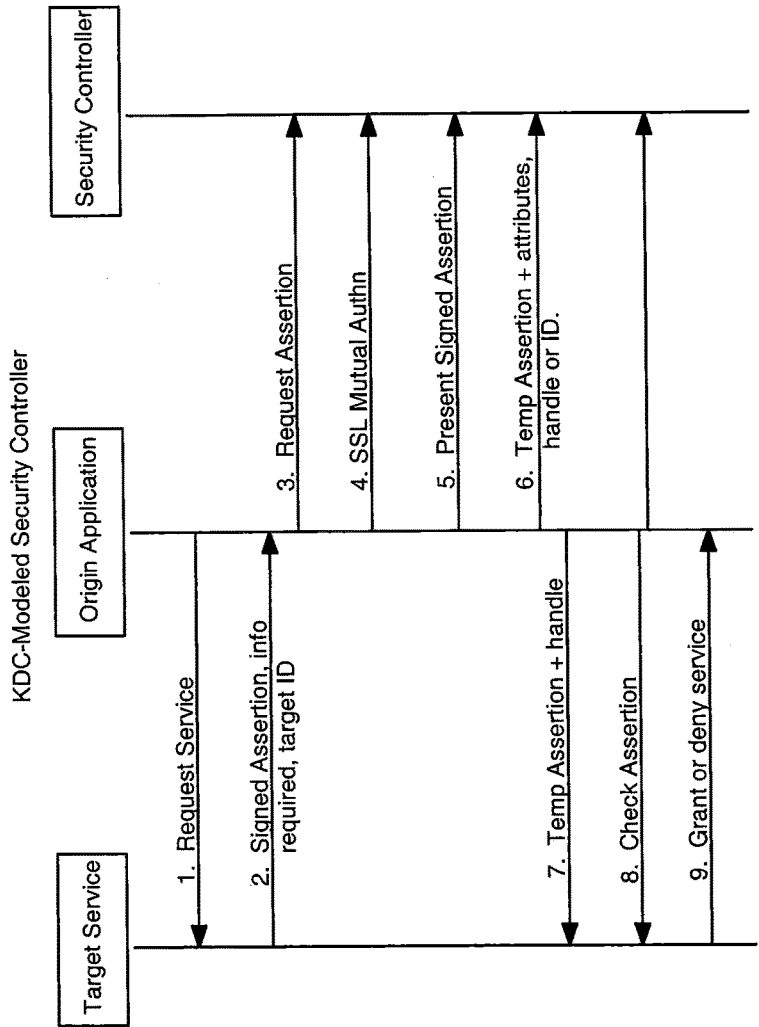 KDC-Modeled Security Controller
Target Service
Origin Application
Security Controller
1. Request Service
2. Signed Assertion, info
required, target ID
3. Request Assertion
4. SSL Mutual Authn
5. Present Signed Assertion
6. Temp Assertion + attributes,
handle or ID.
7. Temp Assertion + handle
8. Check Assertion
9. Grant or deny service